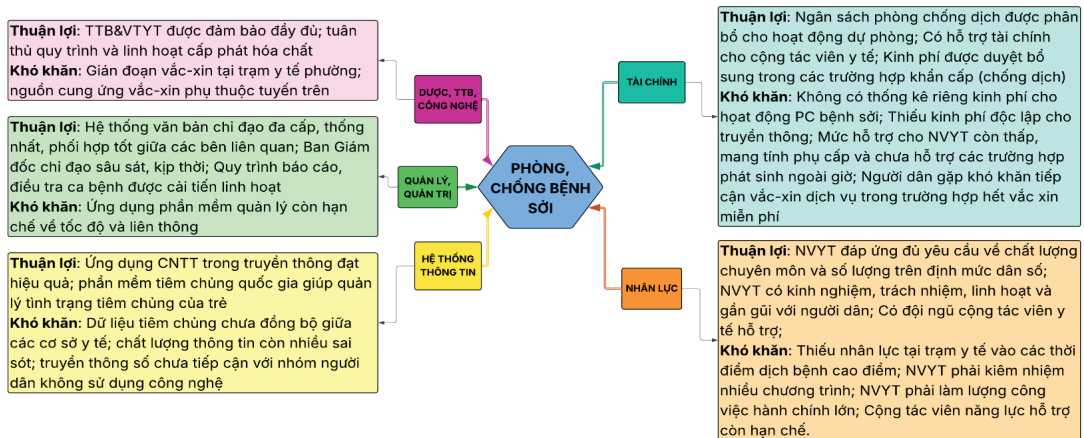 Thuận lợi: TTB&VTYT được đảm bảo đầy đủ; tuân
thủ quy trình và linh hoạt cấp phát hóa chất
Khó khăn: Gián đoạn vắc-xin tại trạm y tế phường;
nguồn cung ứng vắc-xin phụ thuộc tuyến trên
DƯỢC, TTB,
CÔNG NGHỆ
Thuận lợi: Hệ thống văn bản chỉ đạo đa cấp, thống
nhất, phối hợp tốt giữa các bên liên quan; Ban Giám
đốc chỉ đạo sâu sát, kịp thời; Quy trình báo cáo,
điều tra ca bệnh được cải tiến linh hoạt
Khó khăn: Ứng dụng phần mềm quản lý còn hạn
chế về tốc độ và liên thông
QUẢN LÝ,
QUẢN TRỊ
Thuận lợi: Ứng dụng CNTT trong truyền thông đạt
hiệu quả; phần mềm tiêm chủng quốc gia giúp quản
lý tình trạng tiêm chủng của trẻ
Khó khăn: Dữ liệu tiêm chủng chưa đồng bộ giữa
các cơ sở y tế; chất lượng thông tin còn nhiều sai
sót; truyền thông số chưa tiếp cận với nhóm người
dân không sử dụng công nghệ
HỆ THỐNG
THÔNG TIN
PHÒNG,
CHỐNG BỆNH
SỞI
TÀI CHÍNH
Thuận lợi: Ngân sách phòng chống dịch được phân
bổ cho hoạt động dự phòng; Có hỗ trợ tài chính
cho cộng tác viên y tế; Kinh phí được duyệt bổ
sung trong các trường hợp khẩn cấp (chống dịch)
Khó khăn: Không có thống kê riêng kinh phí cho
hoạt động PC bệnh sởi; Thiếu kinh phí độc lập cho
truyền thông; Mức hỗ trợ cho NVYT còn thấp,
mang tính phụ cấp và chưa hỗ trợ các trường hợp
phát sinh ngoài giờ; Người dân gặp khó khăn tiếp
cận vắc-xin dịch vụ trong trường hợp hết vắc xin
miễn phí
NHÂN LỰC
Thuận lợi: NVYT đáp ứng đủ yêu cầu về chất lượng
chuyên môn và số lượng trên định mức dân số;
NVYT có kinh nghiệm, trách nhiệm, linh hoạt và
gần gũi với người dân; Có đội ngũ cộng tác viên y
tế hỗ trợ;
Khó khăn: Thiếu nhân lực tại trạm y tế vào các thời
điểm dịch bệnh cao điểm; NVYT phải kiêm nhiệm
nhiều chương trình; NVYT phải làm lượng công
việc hành chính lớn; Cộng tác viên năng lực hỗ trợ
còn hạn chế.